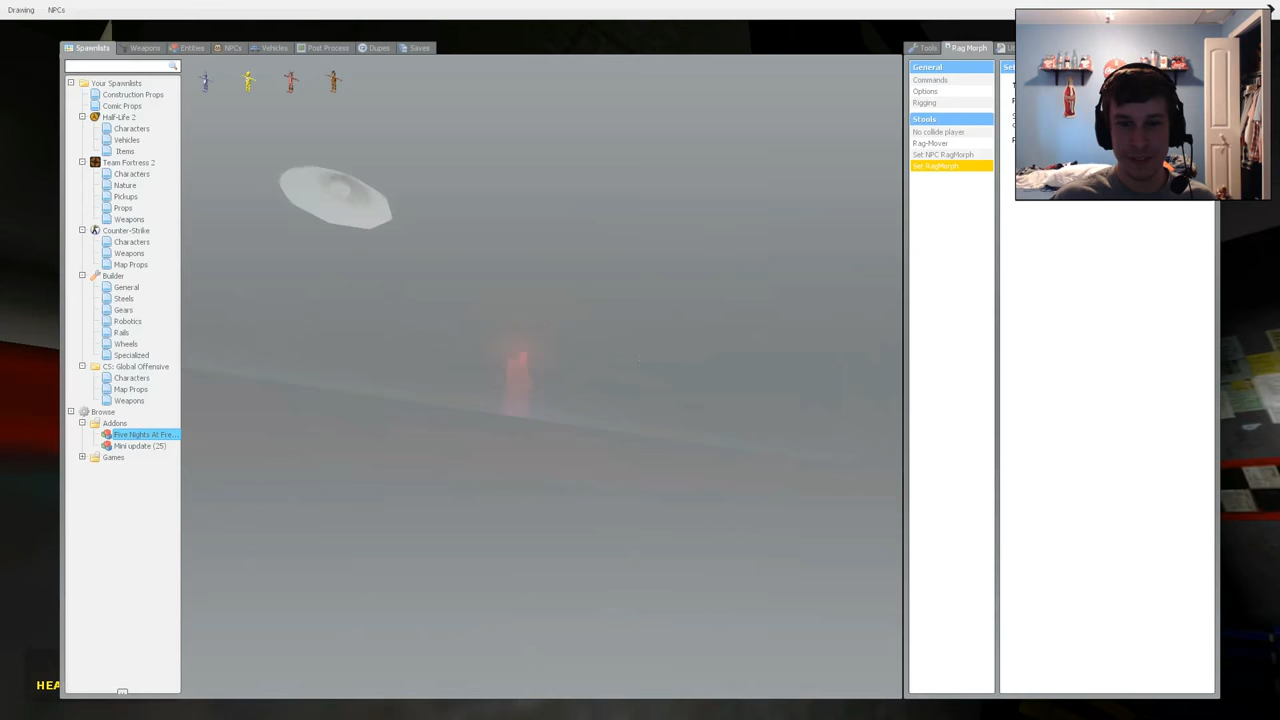 Drawing NPCs
Spawnlists Weapons Entities NPCs Vehicles Post Process Dupes Saves
Tools Rag Morph
Your Spawnlists
Construction Props
Comic Props
Half-Life 2
Characters
Vehicles
Items
Team Fortress 2
Characters
Nature
Pickups
Props
Weapons
Counter-Strike
Characters
Weapons
Map Props
Builder
General
Steels
Gears
Robotics
Rails
Wheels
Specialized
CS: Global Offensive
Characters
Map Props
Weapons
Browse
Addons
Five Nights At Fre...
Mini update (25)
Games
General
Commands
Options
Rigging
Stools
No collide player
Rag-Mover
Set NPC RagMorph
Set RagMorph
HEA